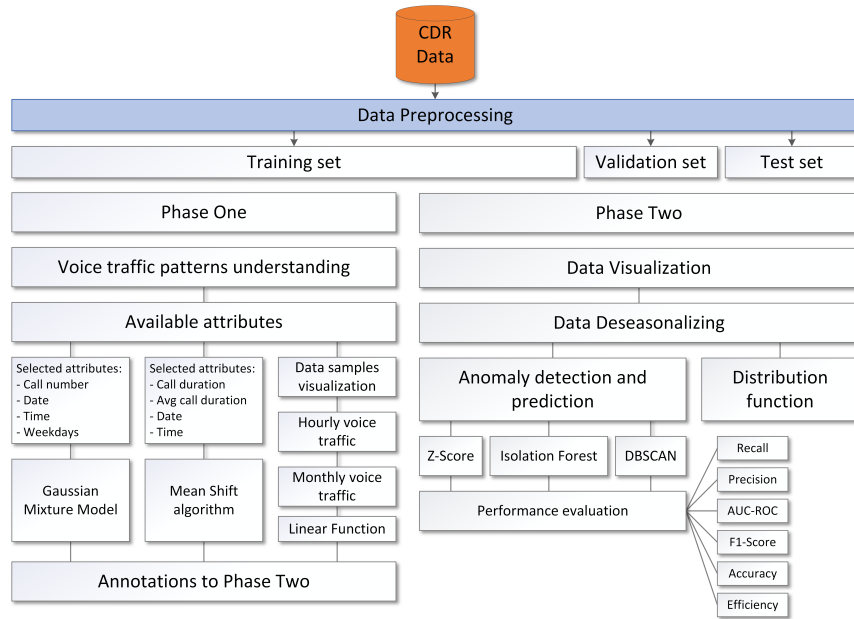 CDR
Data
Data Preprocessing
Training set
Validation set
Test set
Phase One
Phase Two
Voice traffic patterns understanding
Data Visualization
Available attributes
Data Deseasonalizing
Selected attributes:
- Call number
- Date
- Time
- Weekdays
Selected attributes:
- Call duration
- Avg call duration
- Date
- Time
Data samples
visualization
Hourly voice
traffic
Monthly voice
traffic
Linear Function
Gaussian
Mixture Model
Mean Shift
algorithm
Annotations to Phase Two
Anomaly detection and
prediction
Distribution
function
Z-Score
Isolation Forest
DBSCAN
Performance evaluation
Recall
Precision
AUC-ROC
F1-Score
Accuracy
Efficiency